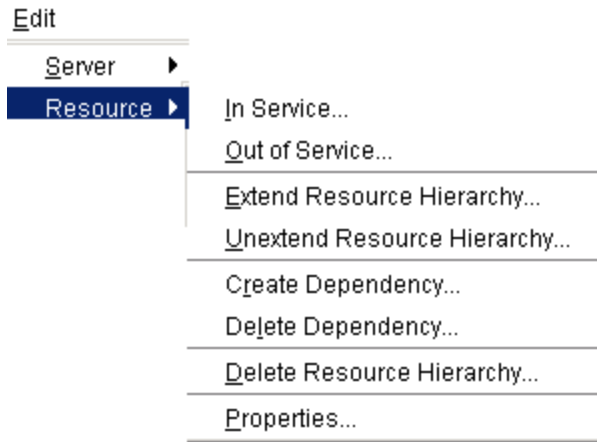 Edit
Server
Resource
In Service...
Out of Service...
Extend Resource Hierarchy...
Unextend Resource Hierarchy...
Create Dependency...
Delete Dependency...
Delete Resource Hierarchy...
Properties...